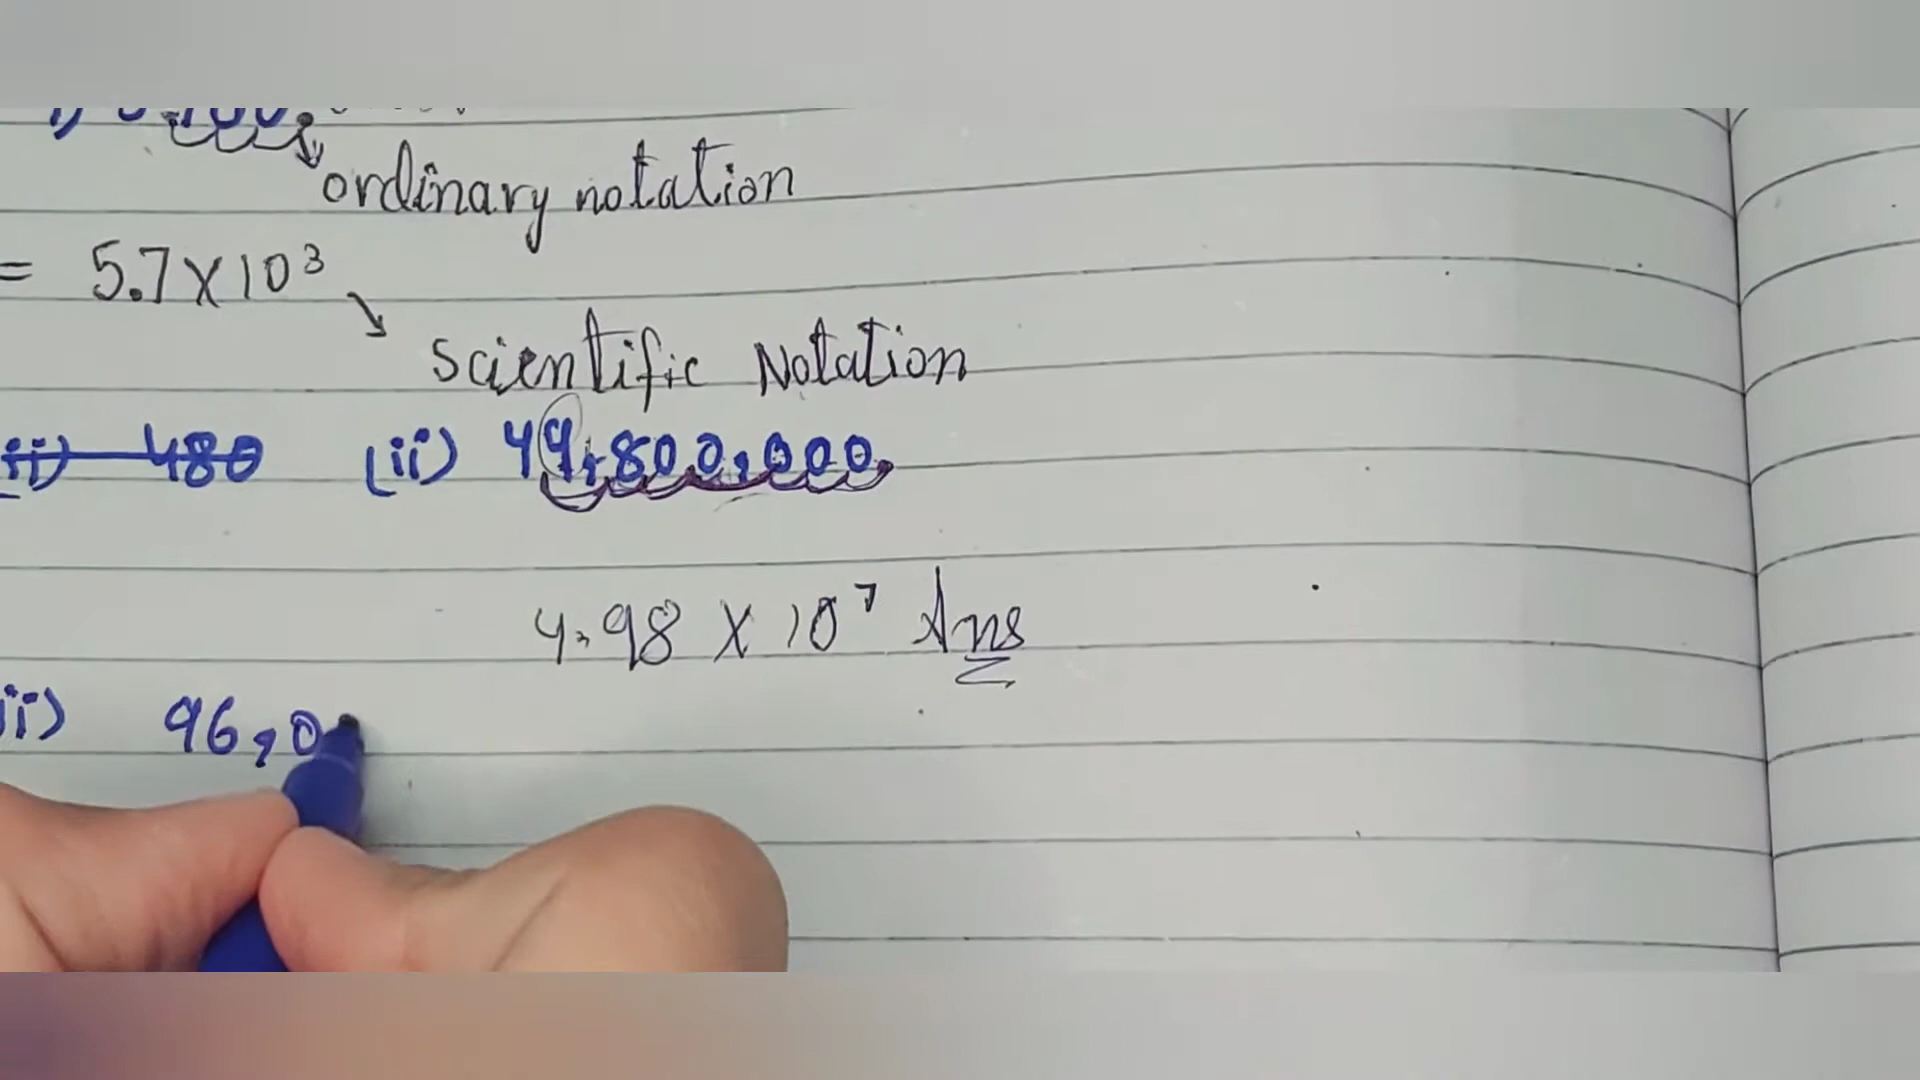 ordinary notation
= 5.7 X 10³
Scientific Notation
ii) 480 (ii) 49,800,000.
4.98 X 10⁷ Ans
ii) 96,0